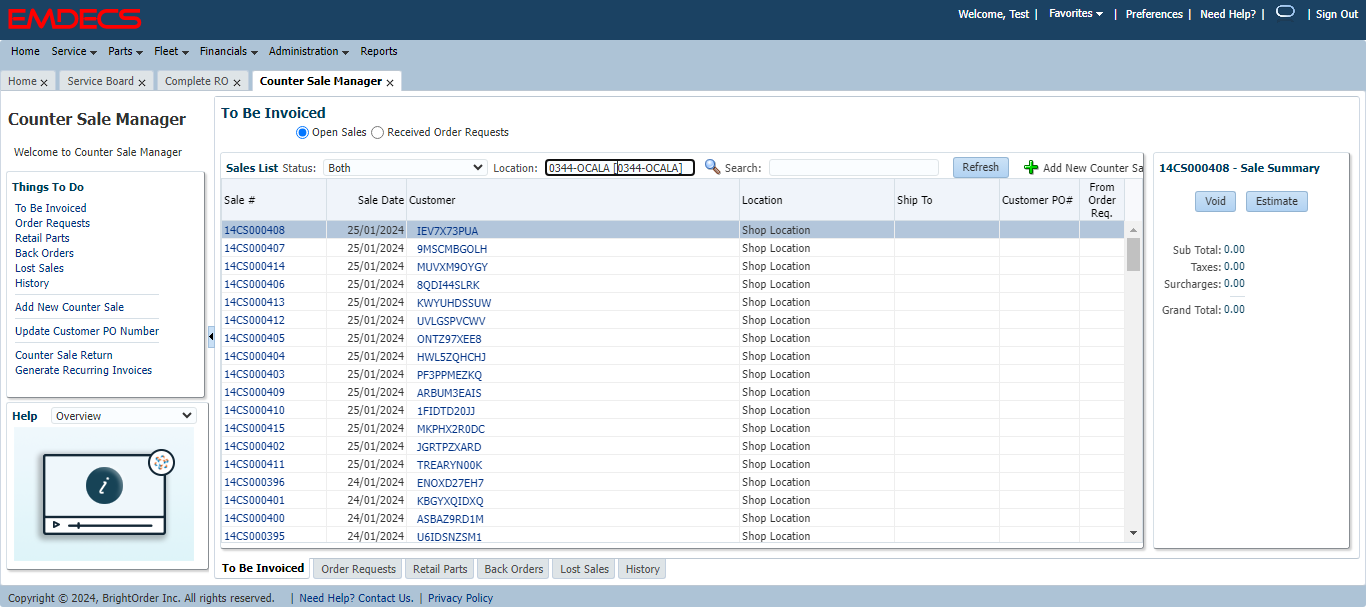 EMDECS
Welcome, Test | Favorites | Preferences | Need Help? | | Sign Out
Home Service Parts Fleet Financials Administration Reports
Home x Service Board x Complete RO x Counter Sale Manager x
Counter Sale Manager
Welcome to Counter Sale Manager
Things To Do
To Be Invoiced
Order Requests
Retail Parts
Back Orders
Lost Sales
History
Add New Counter Sale
Update Customer PO Number
Counter Sale Return
Generate Recurring Invoices
Help Overview
i
To Be Invoiced
Open Sales Received Order Requests
Sales List Status: Both Location: 0344-OCALA [0344-OCALA] Search: Refresh Add New Counter Sa
Sale # Sale Date Customer Location Ship To Customer PO# From Order Req.
14CS000408 25/01/2024 IEV7X73PUA Shop Location
14CS000407 25/01/2024 9MSCMBGOLH Shop Location
14CS000414 25/01/2024 MUVXM9OYGY Shop Location
14CS000406 25/01/2024 8QDI44SLRK Shop Location
14CS000413 25/01/2024 KWYUHDSSUW Shop Location
14CS000412 25/01/2024 UVLGSPVCWV Shop Location
14CS000405 25/01/2024 ONTZ97XEE8 Shop Location
14CS000404 25/01/2024 HWL5ZQHCHJ Shop Location
14CS000403 25/01/2024 PF3PPMEZKQ Shop Location
14CS000409 25/01/2024 ARBUM3EAIS Shop Location
14CS000410 25/01/2024 1FIDTD20JJ Shop Location
14CS000415 25/01/2024 MKPHX2R0DC Shop Location
14CS000402 25/01/2024 JGRTPZXARD Shop Location
14CS000411 25/01/2024 TREARYN00K Shop Location
14CS000396 24/01/2024 ENOXD27EH7 Shop Location
14CS000401 24/01/2024 KBGYXQIDXQ Shop Location
14CS000400 24/01/2024 ASBAZ9RD1M Shop Location
14CS000395 24/01/2024 U6IDSNZSM1 Shop Location
14CS000408 - Sale Summary
Void Estimate
Sub Total: 0.00
Taxes: 0.00
Surcharges: 0.00
Grand Total: 0.00
To Be Invoiced Order Requests Retail Parts Back Orders Lost Sales History
Copyright © 2024, BrightOrder Inc. All rights reserved. | Need Help? Contact Us. | Privacy Policy